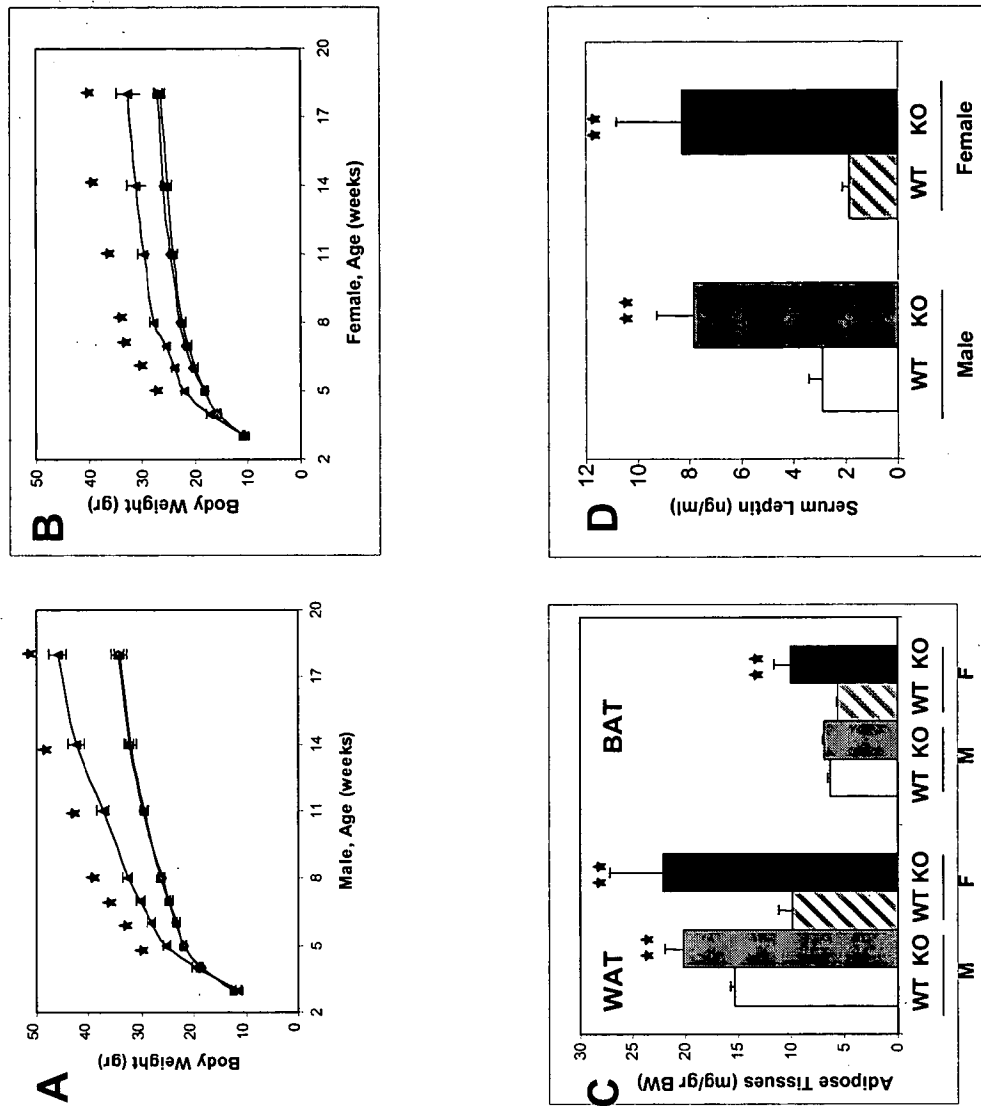 A
50
40
30
20
10
0
Body Weight (gr)
2
5
8
11
14
17
20
Male, Age (weeks)
B
50
40
30
20
10
0
Body Weight (gr)
2
5
8
11
14
17
20
Female, Age (weeks)
C
WAT
BAT
30
25
20
15
10
5
0
Adipose Tissues (mg/gr BW)
WT KO WT KO WT KO WT KO
M F M F
D
12
10
8
6
4
2
0
Serum Leptin (ng/ml)
WT KO WT KO
Male Female